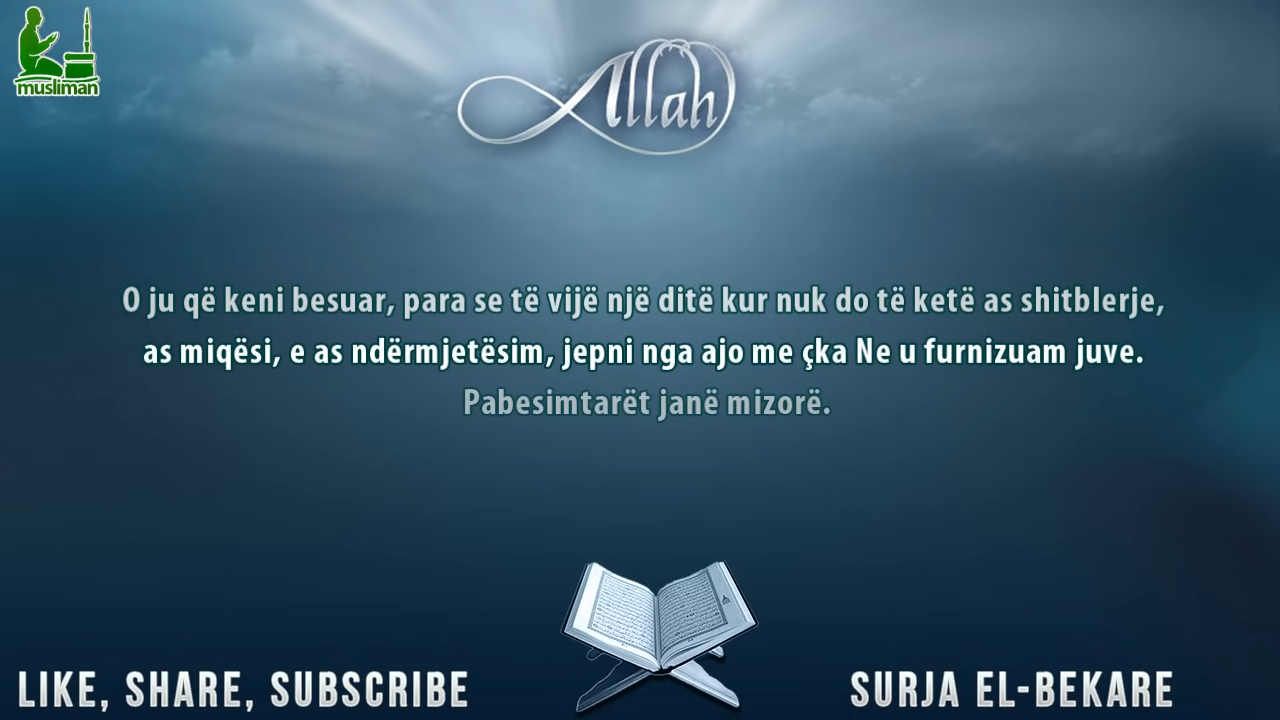 musliman
Allah
O ju që keni besuar, para se të vijë një ditë kur nuk do të ketë as shitblerje,
as miqësi, e as ndërmjetësim, jepni nga ajo me çka Ne u furnizuam juve.
Pabesimtarët janë mizorë.
LIKE, SHARE, SUBSCRIBE
SURJA EL-BEKARE